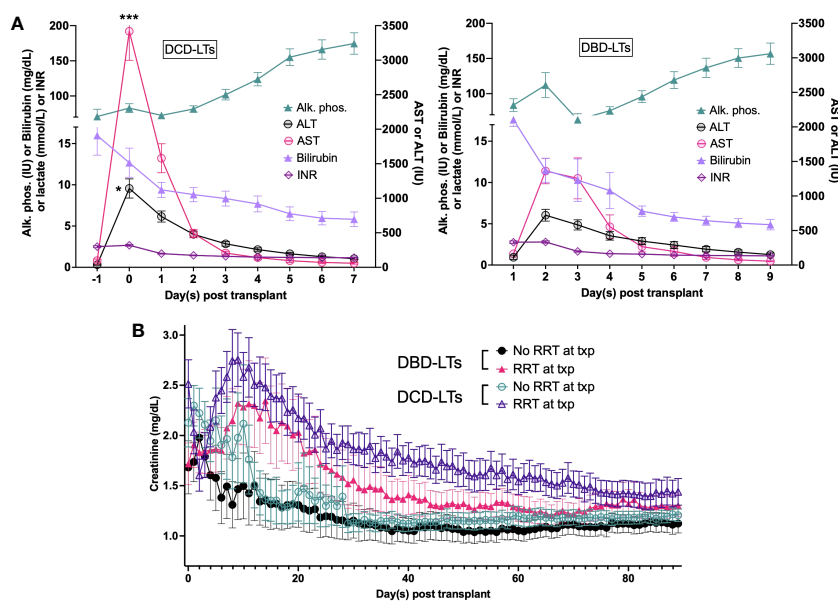 A
DCD-LTs
Alk. phos. (IU) or Bilirubin (mg/dL)
or lactate (mmol/L) or INR
200
150
100
15
10
5
0
***
*
Alk. phos.
ALT
AST
Bilirubin
INR
3500
3000
2500
2000
1500
1000
500
0
AST or ALT (IU)
-1 0 1 2 3 4 5 6 7
Day(s) post transplant
DBD-LTs
Alk. phos. (IU) or Bilirubin (mg/dL)
or lactate (mmol/L) or INR
200
150
100
15
10
5
0
Alk. phos.
ALT
AST
Bilirubin
INR
3500
3000
2500
2000
1500
1000
500
0
AST or ALT (IU)
1 2 3 4 5 6 7 8 9
Day(s) post transplant
B
Creatinine (mg/dL)
3.0
2.5
2.0
1.5
1.0
DBD-LTs
No RRT at txp
RRT at txp
DCD-LTs
No RRT at txp
RRT at txp
0 20 40 60 80
Day(s) post transplant